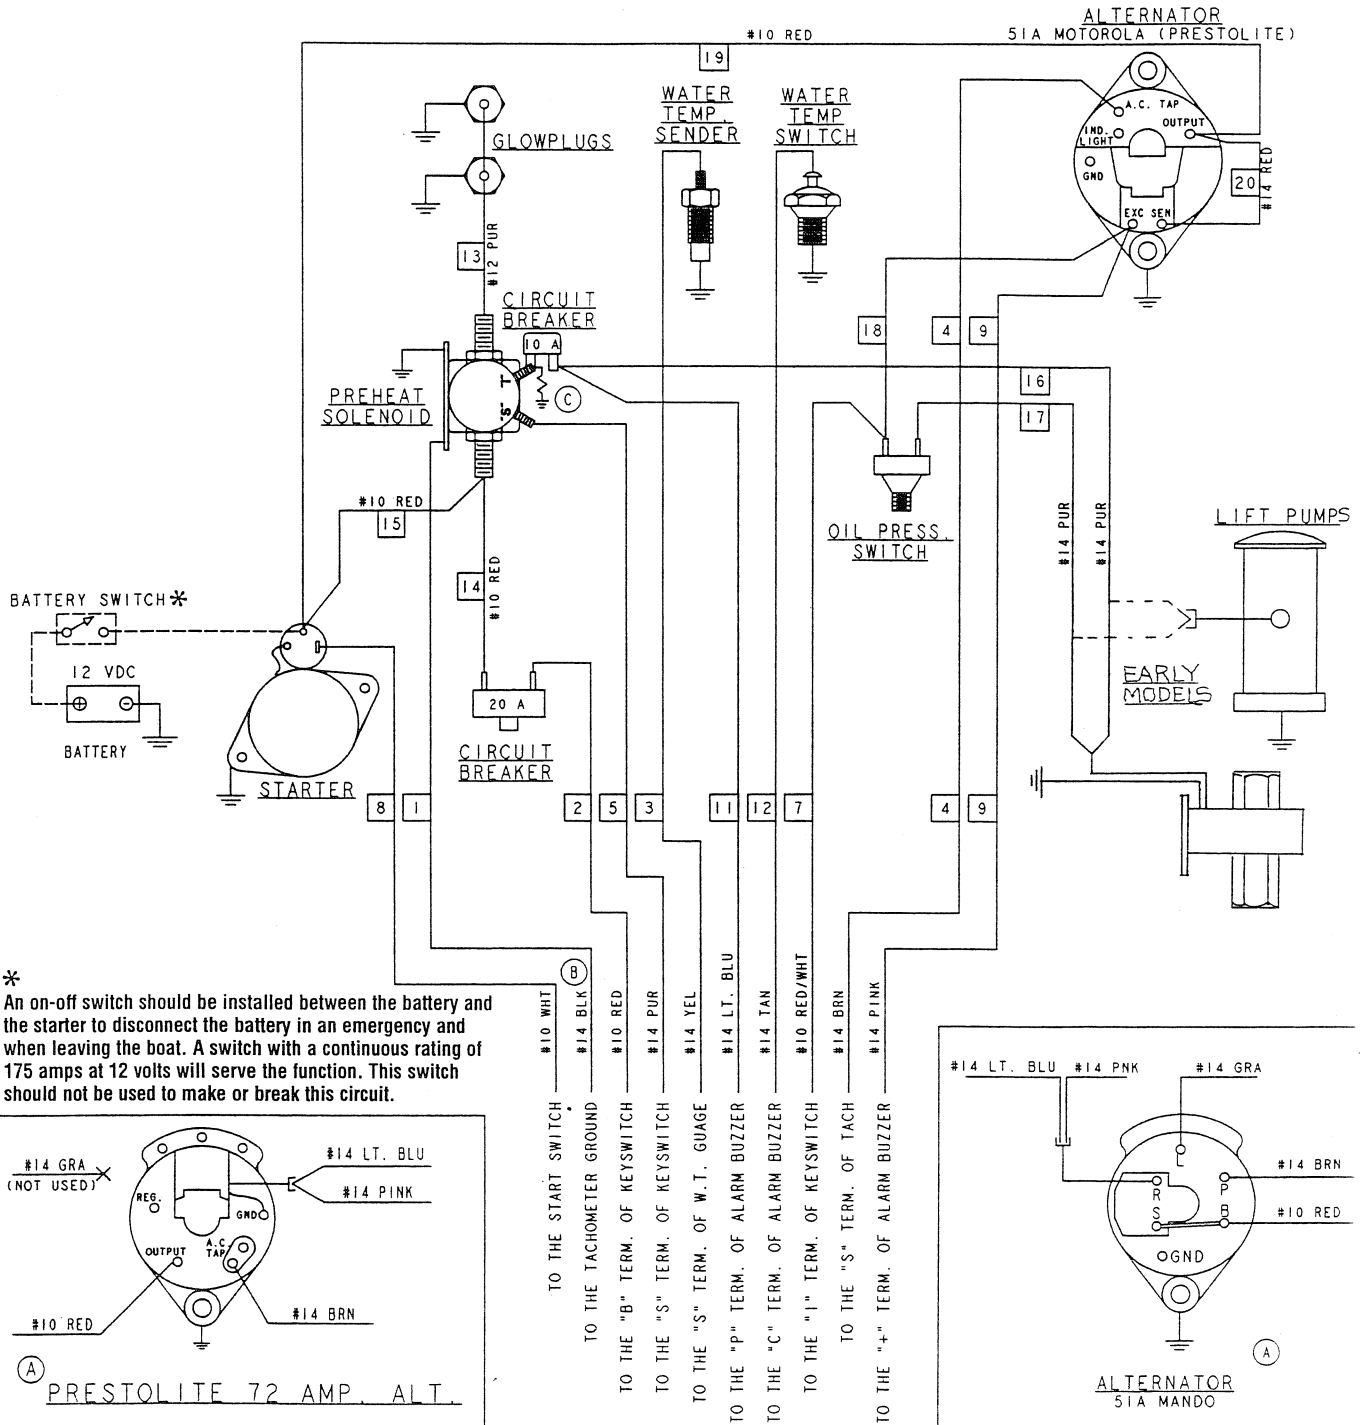 ALTERNATOR
51A MOTOROLA (PRESTOLITE)
#10 RED
19
A.C. TAP
OUTPUT
IND.
LIGHT
GND
EXC SEN
20
#14 RED
WATER
TEMP.
SENDER
WATER
TEMP
SWITCH
GLOWPLUGS
13
#12 PUR
CIRCUIT
BREAKER
10 A
"I"
"S"
C
PREHEAT
SOLENOID
18
4
9
16
17
#10 RED
15
14
#10 RED
OIL PRESS.
SWITCH
#14 PUR
#14 PUR
LIFT PUMPS
EARLY
MODELS
BATTERY SWITCH*
12 VDC
+
-
BATTERY
STARTER
20 A
CIRCUIT
BREAKER
8
1
2
5
3
11
12
7
4
9
B
*
An on-off switch should be installed between the battery and
the starter to disconnect the battery in an emergency and
when leaving the boat. A switch with a continuous rating of
175 amps at 12 volts will serve the function. This switch
should not be used to make or break this circuit.
#10 WHT
#14 BLK
#10 RED
#14 PUR
#14 YEL
#14 LT. BLU
#14 TAN
#10 RED/WHT
#14 BRN
#14 PINK
TO THE START SWITCH
TO THE TACHOMETER GROUND
TO THE "B" TERM. OF KEYSWITCH
TO THE "S" TERM. OF KEYSWITCH
TO THE "S" TERM. OF W.T. GUAGE
TO THE "P" TERM. OF ALARM BUZZER
TO THE "C" TERM. OF ALARM BUZZER
TO THE "I" TERM. OF KEYSWITCH
TO THE "S" TERM. OF TACH
TO THE "+" TERM. OF ALARM BUZZER
#14 GRA
(NOT USED)
REG.
GND
OUTPUT
A.C.
TAP
#14 LT. BLU
#14 PINK
#14 BRN
#10 RED
A
PRESTOLITE 72 AMP. ALT.
#14 LT. BLU
#14 PNK
#14 GRA
L
R
P
S
B
GND
#14 BRN
#10 RED
A
ALTERNATOR
51A MANDO